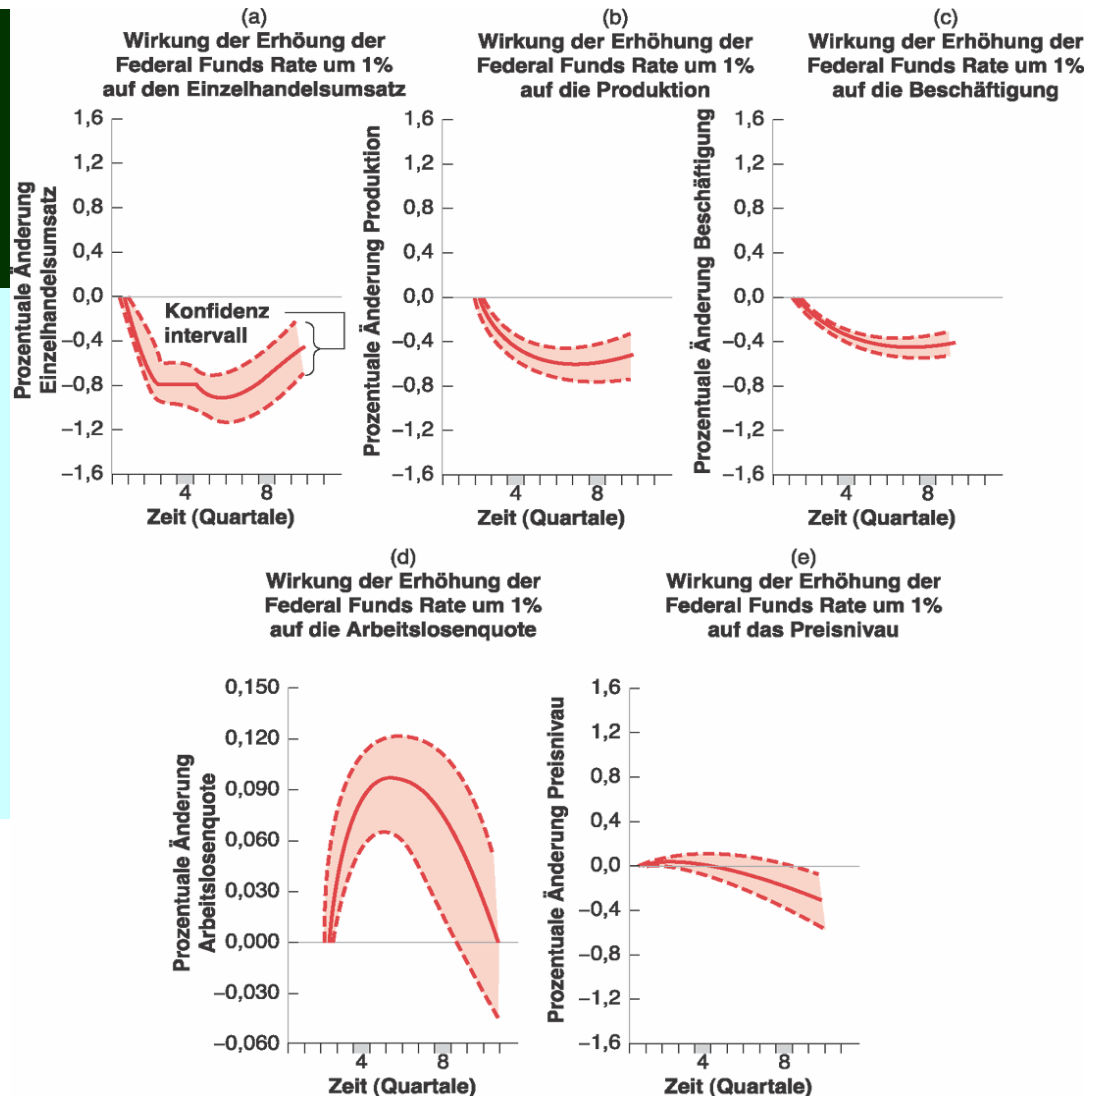 (a)
Wirkung der Erhöung der
Federal Funds Rate um 1%
auf den Einzelhandelsumsatz
Prozentuale Änderung
Einzelhandelsumsatz
1,6
1,2
0,8
0,4
0,0
–0,4
–0,8
–1,2
–1,6
Konfidenz
intervall
4
8
Zeit (Quartale)
(b)
Wirkung der Erhöhung der
Federal Funds Rate um 1%
auf die Produktion
Prozentuale Änderung Produktion
1,6
1,2
0,8
0,4
0,0
–0,4
–0,8
–1,2
–1,6
4
8
Zeit (Quartale)
(c)
Wirkung der Erhöhung der
Federal Funds Rate um 1%
auf die Beschäftigung
Prozentuale Änderung Beschäftigung
1,6
1,2
0,8
0,4
0,0
–0,4
–0,8
–1,2
–1,6
4
8
Zeit (Quartale)
(d)
Wirkung der Erhöhung der
Federal Funds Rate um 1%
auf die Arbeitslosenquote
Prozentuale Änderung
Arbeitslosenquote
0,150
0,120
0,090
0,060
0,030
0,000
–0,030
–0,060
4
8
Zeit (Quartale)
(e)
Wirkung der Erhöhung der
Federal Funds Rate um 1%
auf das Preisnivau
Prozentuale Änderung Preisnivau
1,6
1,2
0,8
0,4
0,0
–0,4
–0,8
–1,2
–1,6
4
8
Zeit (Quartale)